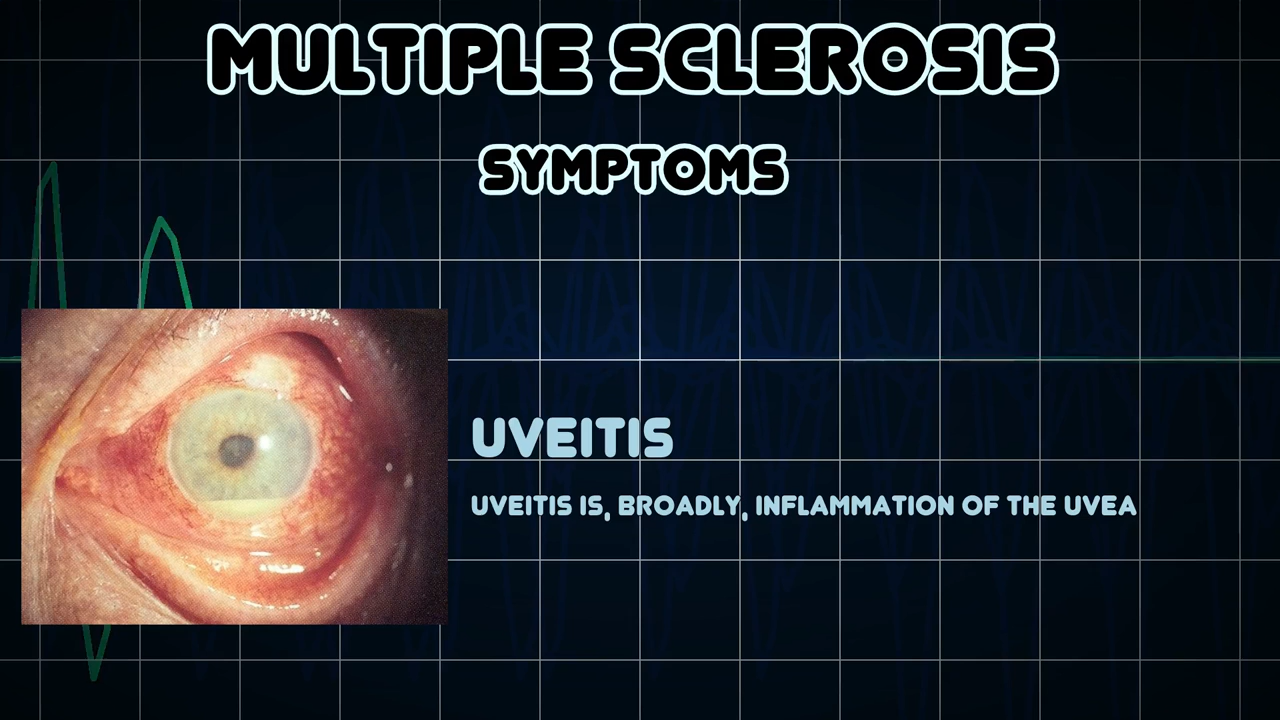 MULTIPLE SCLEROSIS
SYMPTOMS
UVEITIS
UVEITIS IS, BROADLY, INFLAMMATION OF THE UVEA